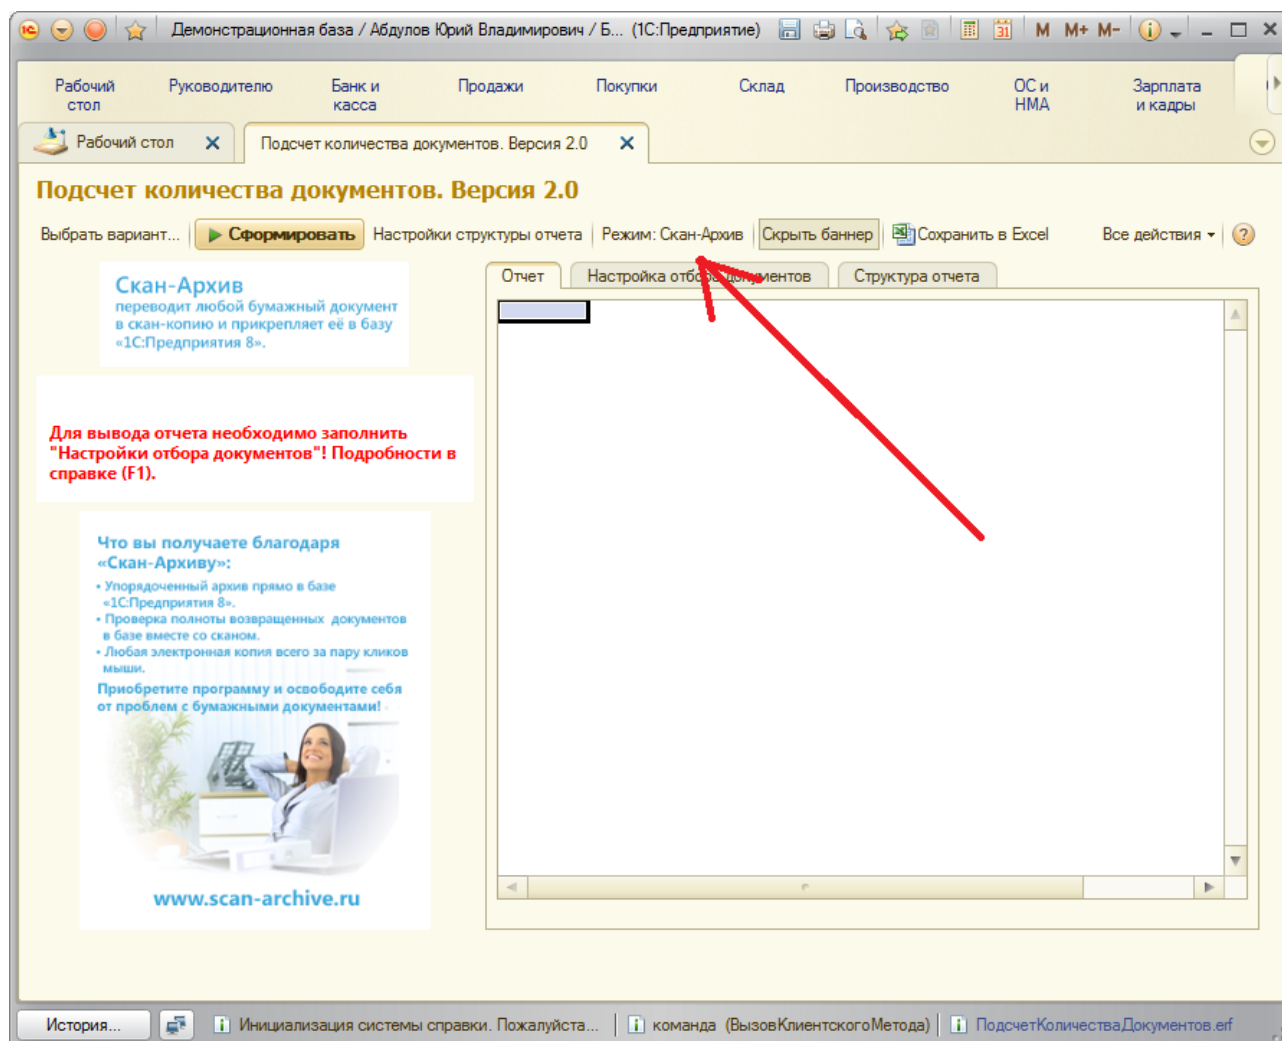 Демонстрационная база / Абдулов Юрий Владимирович / Б... (1С:Предприятие)
M M+ M-
Рабочий стол
Руководителю
Банк и касса
Продажи
Покупки
Склад
Производство
ОС и НМА
Зарплата и кадры
Рабочий стол
Подсчет количества документов. Версия 2.0
Подсчет количества документов. Версия 2.0
Выбрать вариант... Сформировать Настройки структуры отчета Режим: Скан-Архив Скрыть баннер Сохранить в Excel Все действия
Скан-Архив
переводит любой бумажный документ
в скан-копию и прикрепляет её в базу
«1С:Предприятия 8».
Для вывода отчета необходимо заполнить
"Настройки отбора документов"! Подробности в
справке (F1).
Что вы получаете благодаря
«Скан-Архиву»:
• Упорядоченный архив прямо в базе
«1С:Предприятия 8».
• Проверка полноты возвращенных документов
в базе вместе со сканом.
• Любая электронная копия всего за пару кликов
мыши.
Приобретите программу и освободите себя
от проблем с бумажными документами!
www.scan-archive.ru
Отчет Настройка отбора документов Структура отчета
История... Инициализация системы справки. Пожалуйста... команда (ВызовКлиентскогоМетода) ПодсчетКоличестваДокументов.erf